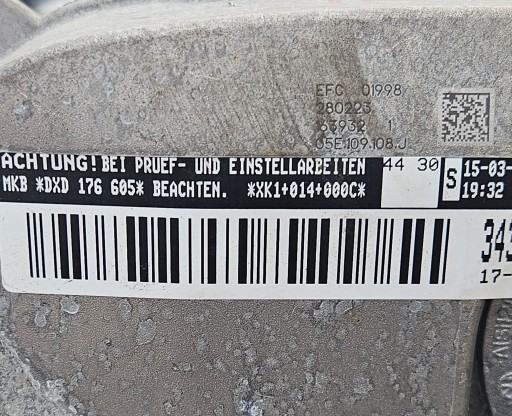 EFC 01998
280223
63932 1
05E.109.108.J
ACHTUNG! BEI PRUEF- UND EINSTELLARBEITEN
44 30
S
15-03-
MKB *DXD 176 605* BEACHTEN. *XK1+014+000C*
19:32
343
17-